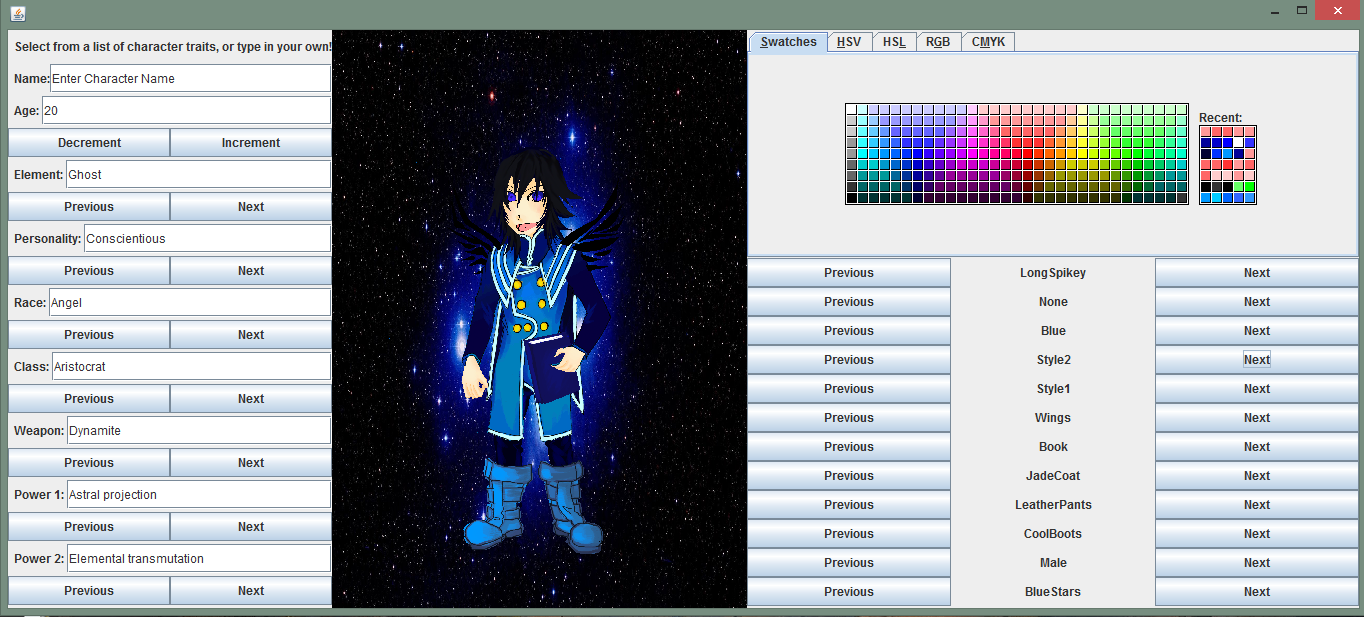 Select from a list of character traits, or type in your own!
Name: Enter Character Name
Age: 20
Decrement Increment
Element: Ghost
Previous Next
Personality: Conscientious
Previous Next
Race: Angel
Previous Next
Class: Aristocrat
Previous Next
Weapon: Dynamite
Previous Next
Power 1: Astral projection
Previous Next
Power 2: Elemental transmutation
Previous Next
Swatches HSV HSL RGB CMYK
Recent:
Previous LongSpikey Next
Previous None Next
Previous Blue Next
Previous Style2 Next
Previous Style1 Next
Previous Wings Next
Previous Book Next
Previous JadeCoat Next
Previous LeatherPants Next
Previous CoolBoots Next
Previous Male Next
Previous BlueStars Next